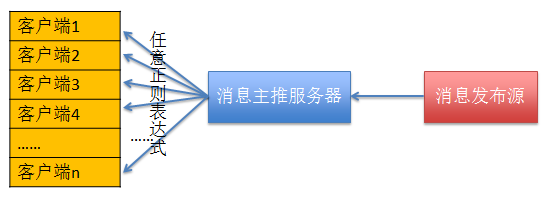 客户端1
客户端2
客户端3
客户端4
……
客户端n
任意正则表达式
……
消息主推服务器
消息发布源